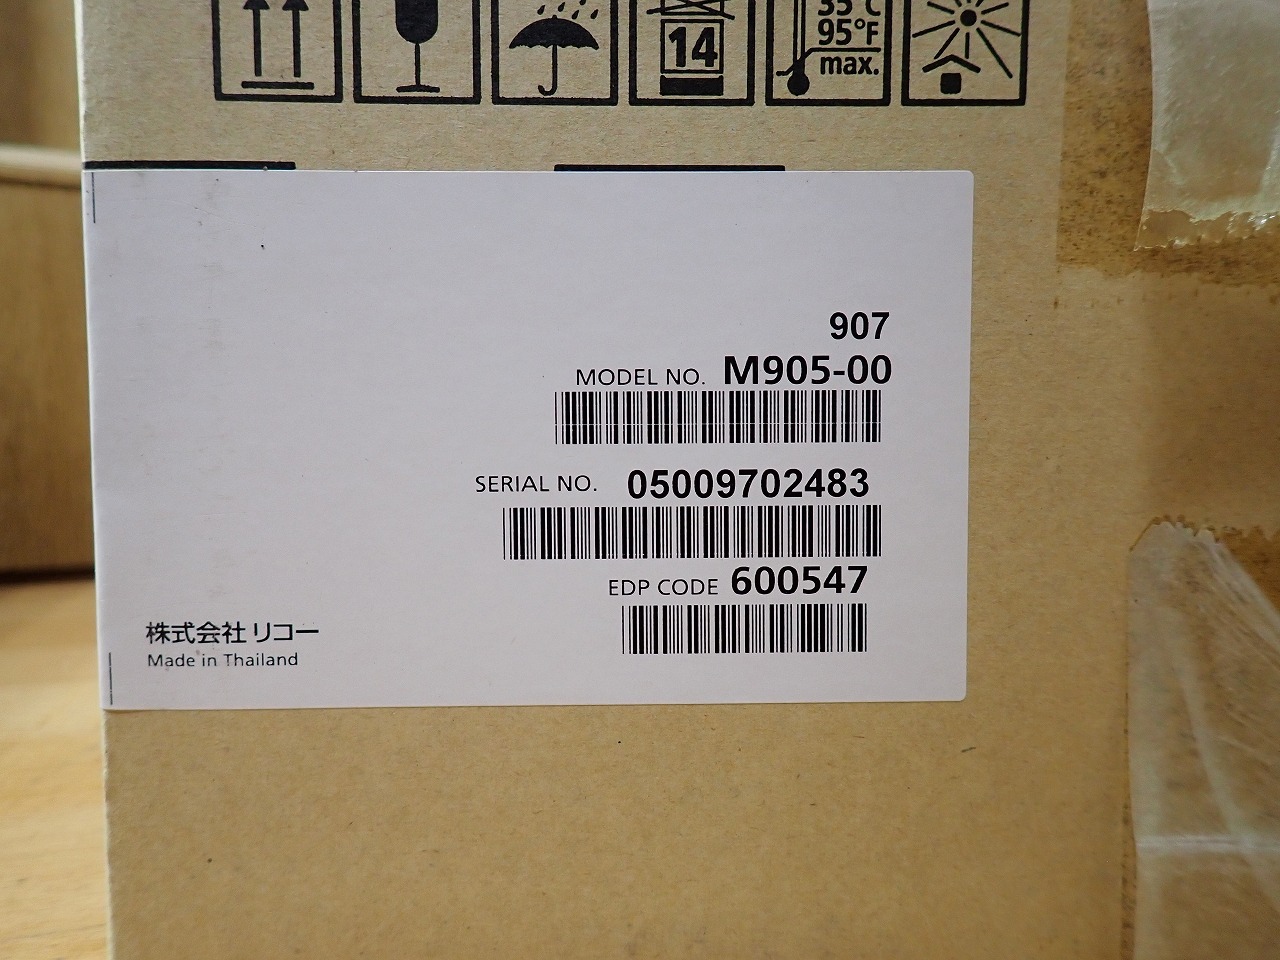 14
35°C
95°F
max.
907
MODEL NO. M905-00
SERIAL NO. 05009702483
EDP CODE 600547
株式会社 リコー
Made in Thailand